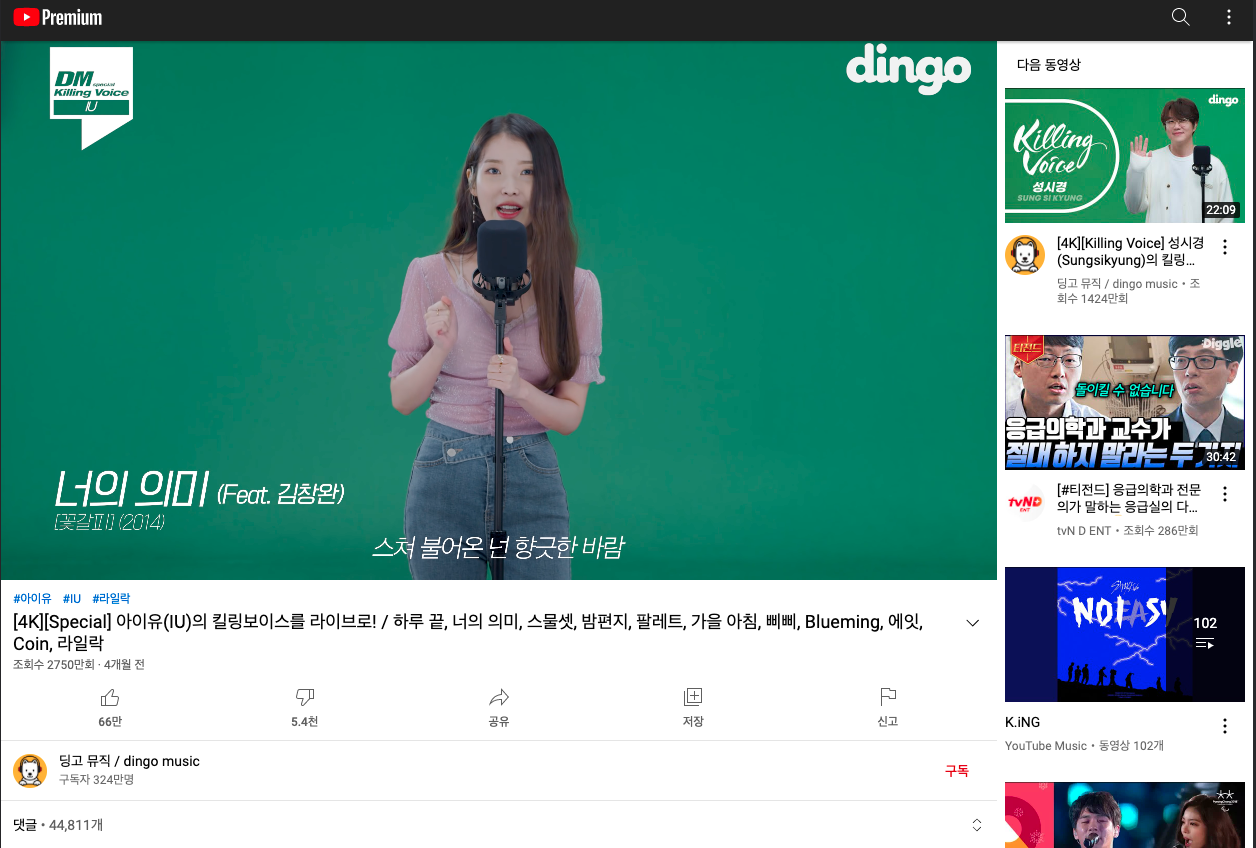 Premium
DM special
Killing Voice
IU
dingo
너의 의미 (Feat. 김창완)
[꽃갈피] (2014)
스쳐 불어온 넌 향긋한 바람
#아이유 #IU #라일락
[4K][Special] 아이유(IU)의 킬링보이스를 라이브로! / 하루 끝, 너의 의미, 스물셋, 밤편지, 팔레트, 가을 아침, 삐삐, Blueming, 에잇,
Coin, 라일락
조회수 2750만회 · 4개월 전
66만
5.4천
공유
저장
신고
딩고 뮤직 / dingo music
구독자 324만명
구독
댓글 • 44,811개
다음 동영상
dingo
Killing
Voice
성시경
SUNG SI KYUNG
22:09
[4K][Killing Voice] 성시경
(Sungsikyung)의 킬링...
딩고 뮤직 / dingo music • 조
회수 1424만회
티전드
Diggle
돌이킬 수 없습니다
응급의학과 교수가
절대 하지 말라는 두 가지
30:42
tvND
ENT
[#티전드] 응급의학과 전문
의가 말하는 응급실의 다...
tvN D ENT • 조회수 286만회
Stray Kids
NOEASY
102
K.iNG
YouTube Music • 동영상 102개